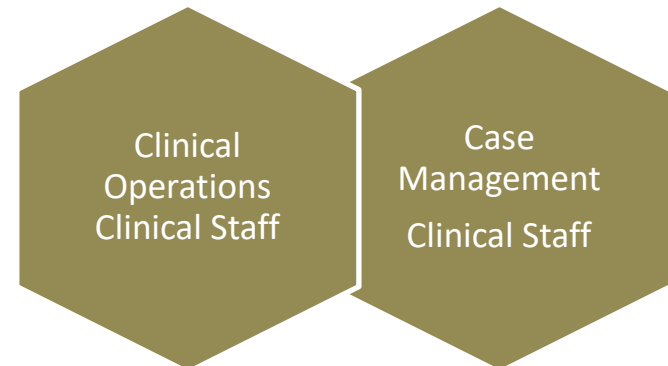 Clinical
Operations
Clinical Staff
Case
Management
Clinical Staff